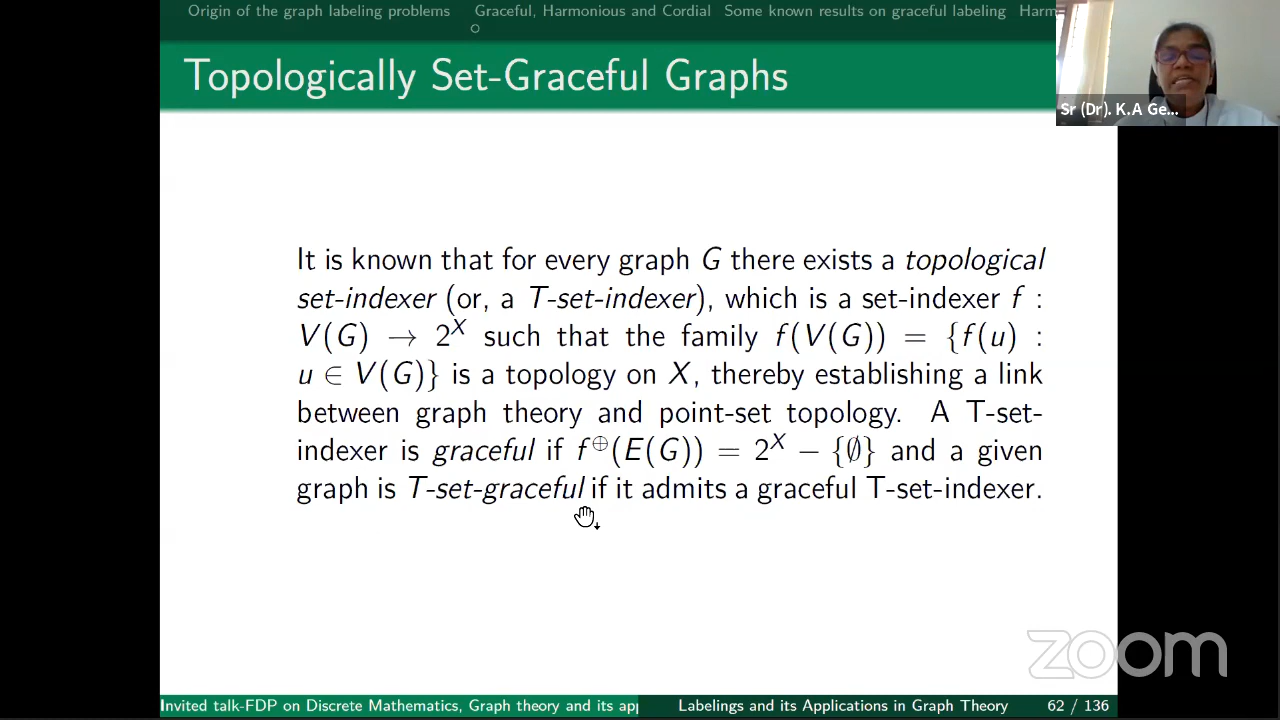 Origin of the graph labeling problems Graceful, Harmonious and Cordial Some known results on graceful labeling Harm
Topologically Set-Graceful Graphs
Sr (Dr). K.A Ge...
It is known that for every graph G there exists a topological
set-indexer (or, a T-set-indexer), which is a set-indexer f :
V(G) → 2^X such that the family f(V(G)) = {f(u) :
u ∈ V(G)} is a topology on X, thereby establishing a link
between graph theory and point-set topology. A T-set-
indexer is graceful if f^⊕(E(G)) = 2^X − {∅} and a given
graph is T-set-graceful if it admits a graceful T-set-indexer.
zoom
Invited talk-FDP on Discrete Mathematics, Graph theory and its app Labelings and its Applications in Graph Theory 62 / 136